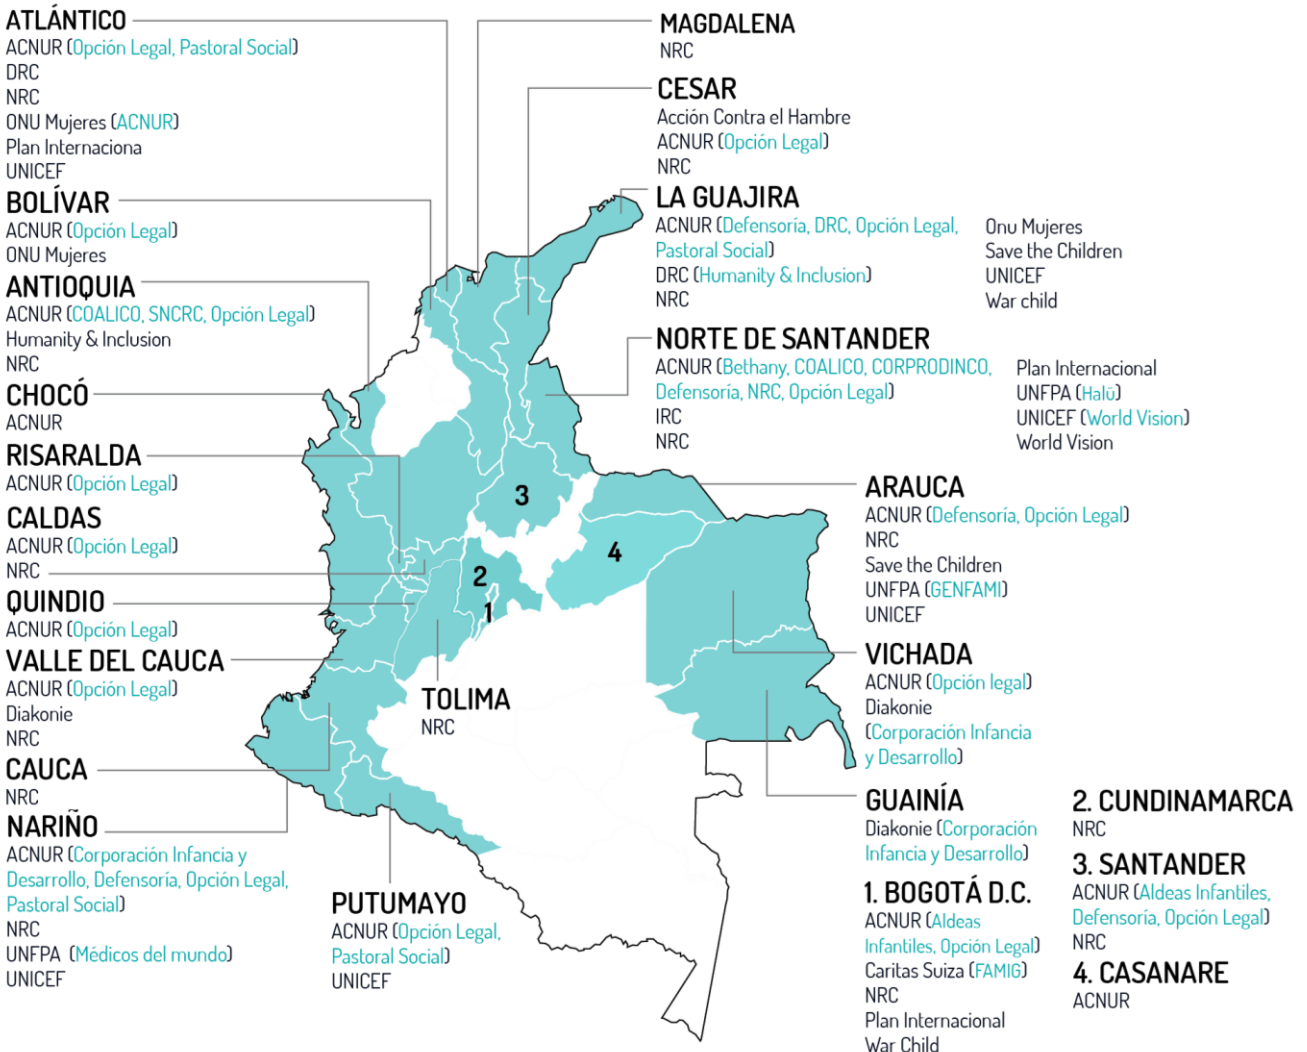 ATLÁNTICO
ACNUR (Opción Legal, Pastoral Social)
DRC
NRC
ONU Mujeres (ACNUR)
Plan Internaciona
UNICEF
BOLÍVAR
ACNUR (Opción Legal)
ONU Mujeres
ANTIOQUIA
ACNUR (COALICO, SNCRC, Opción Legal)
Humanity & Inclusion
NRC
CHOCÓ
ACNUR
RISARALDA
ACNUR (Opción Legal)
CALDAS
ACNUR (Opción Legal)
NRC
QUINDIO
ACNUR (Opción Legal)
VALLE DEL CAUCA
ACNUR (Opción Legal)
Diakonie
NRC
CAUCA
NRC
NARIÑO
ACNUR (Corporación Infancia y
Desarrollo, Defensoría, Opción Legal,
Pastoral Social)
NRC
UNFPA (Médicos del mundo)
UNICEF
MAGDALENA
NRC
CESAR
Acción Contra el Hambre
ACNUR (Opción Legal)
NRC
LA GUAJIRA
ACNUR (Defensoría, DRC, Opción Legal,
Pastoral Social)
DRC (Humanity & Inclusion)
NRC
Onu Mujeres
Save the Children
UNICEF
War child
NORTE DE SANTANDER
ACNUR (Bethany, COALICO, CORPRODINCO,
Defensoría, NRC, Opción Legal)
IRC
NRC
Plan Internacional
UNFPA (Halü)
UNICEF (World Vision)
World Vision
3
4
2
1
TOLIMA
NRC
PUTUMAYO
ACNUR (Opción Legal,
Pastoral Social)
UNICEF
ARAUCA
ACNUR (Defensoría, Opción Legal)
NRC
Save the Children
UNFPA (GENFAMI)
UNICEF
VICHADA
ACNUR (Opción legal)
Diakonie
(Corporación Infancia
y Desarrollo)
GUAINÍA
Diakonie (Corporación
Infancia y Desarrollo)
1. BOGOTÁ D.C.
ACNUR (Aldeas
Infantiles, Opción Legal)
Caritas Suiza (FAMIG)
NRC
Plan Internacional
War Child
2. CUNDINAMARCA
NRC
3. SANTANDER
ACNUR (Aldeas Infantiles,
Defensoría, Opción Legal)
NRC
4. CASANARE
ACNUR